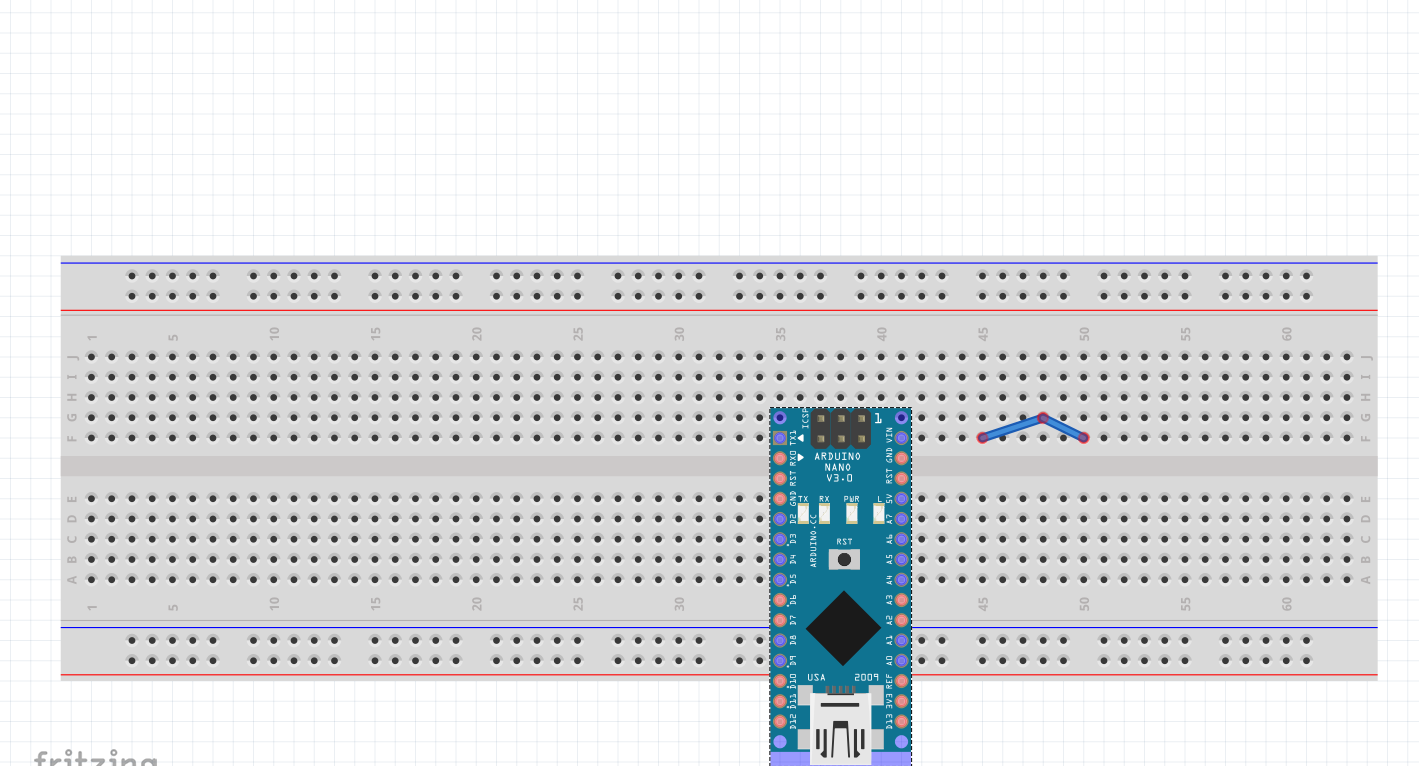 1 5 10 15 20 25 30 35 40 45 50 55 60
J J
I I
H H
G G
F F
ICSP 1
TX1 VIN
RX0 GND
RST RST
GND 5V
ARDUINO
NANO
V3.0
TX RX PWR L
E E
D D
C C
B B
A A
D2 A7
D3 A6
D4 A5
D5 A4
D6 A3
D7 A2
D8 A1
D9 A0
D10 REF
D11 3V3
D12 D13
ARDUINO.CC
RST
1 5 10 15 20 25 30 45 50 55 60
USA 2009
fritzing